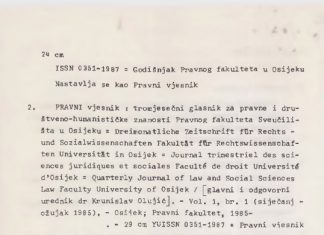 24 cm
ISSN 0351-1987 = Godišnjak Pravnog fakulteta u Osijeku
Nastavlja se kao Pravni vjesnik
2. PRAVNI vjesnik : tromjesečni glasnik za pravne i dru-
štveno-humanističke znanosti Pravnog fakulteta Sveučili-
šta u Osijeku = Dreimonatliche Zeitschrift für Rechts -
und Sozialwissenschaften Fakultät für Rechtswissenschaf-
ten Universität in Osijek = Journal trimestriel des sci-
ences juridiques et sociales Faculté de droit Université
d'Osijek = Quarterly Journal of Law and Social Sciences
Law Faculty University of Osijek / [glavni i odgovorni
urednik dr Krunislav Olujić]. - Vol. 1, br. 1 (siječanj -
ožujak 1985), - Osijek; Pravni fakultet, 1985-
. - 29 cm YUISSN 0351 * Pravni vjesnik